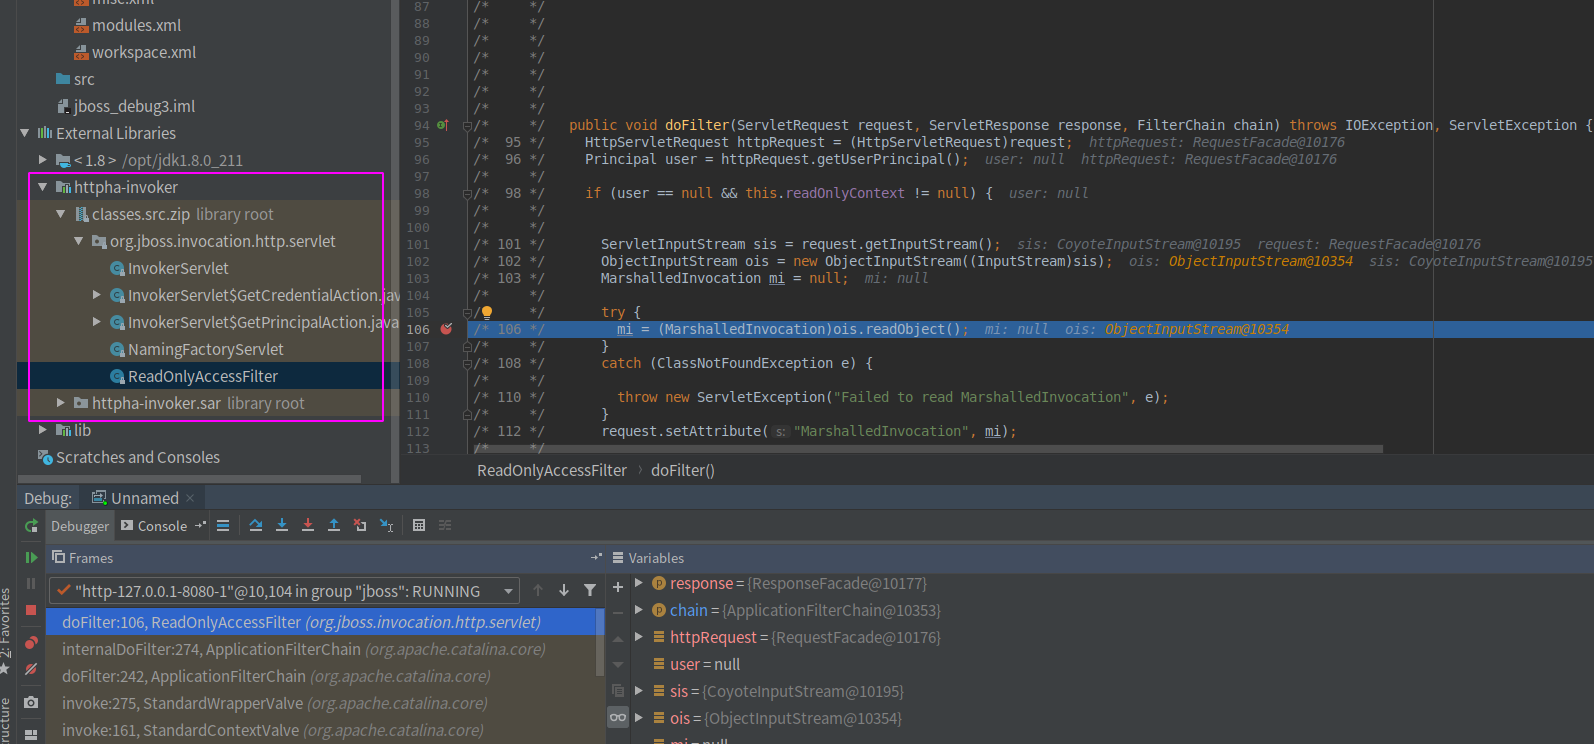 misc.xml
modules.xml
workspace.xml
src
jboss_debug3.iml
External Libraries
< 1.8 > /opt/jdk1.8.0_211
httpha-invoker
classes.src.zip library root
org.jboss.invocation.http.servlet
InvokerServlet
InvokerServlet$GetCredentialAction.jav
InvokerServlet$GetPrincipalAction.java
NamingFactoryServlet
ReadOnlyAccessFilter
httpha-invoker.sar library root
lib
Scratches and Consoles
87 /* */
88 /* */
89 /* */
90 /* */
91 /* */
92 /* */
93 /* */
94 /* */ public void doFilter(ServletRequest request, ServletResponse response, FilterChain chain) throws IOException, ServletException {
95 /* 95 */ HttpServletRequest httpRequest = (HttpServletRequest)request; httpRequest: RequestFacade@10176
96 /* 96 */ Principal user = httpRequest.getUserPrincipal(); user: null httpRequest: RequestFacade@10176
97 /* */
98 /* 98 */ if (user == null && this.readOnlyContext != null) { user: null
99 /* */
100 /* */
101 /* 101 */ ServletInputStream sis = request.getInputStream(); sis: CoyoteInputStream@10195 request: RequestFacade@10176
102 /* 102 */ ObjectInputStream ois = new ObjectInputStream((InputStream)sis); ois: ObjectInputStream@10354 sis: CoyoteInputStream@10195
103 /* 103 */ MarshalledInvocation mi = null; mi: null
104 /* */
105 /* */ try {
106 /* 106 */ mi = (MarshalledInvocation)ois.readObject(); mi: null ois: ObjectInputStream@10354
107 /* */ }
108 /* 108 */ catch (ClassNotFoundException e) {
109 /* */
110 /* 110 */ throw new ServletException("Failed to read MarshalledInvocation", e);
111 /* */ }
112 /* 112 */ request.setAttribute( s: "MarshalledInvocation", mi);
113 /* */
ReadOnlyAccessFilter › doFilter()
Debug: Unnamed ×
Debugger Console
Frames
"http-127.0.0.1-8080-1"@10,104 in group "jboss": RUNNING
doFilter:106, ReadOnlyAccessFilter (org.jboss.invocation.http.servlet)
internalDoFilter:274, ApplicationFilterChain (org.apache.catalina.core)
doFilter:242, ApplicationFilterChain (org.apache.catalina.core)
invoke:275, StandardWrapperValve (org.apache.catalina.core)
invoke:161, StandardContextValve (org.apache.catalina.core)
Variables
response = {ResponseFacade@10177}
chain = {ApplicationFilterChain@10353}
httpRequest = {RequestFacade@10176}
user = null
sis = {CoyoteInputStream@10195}
ois = {ObjectInputStream@10354}
mi = null
2: Favorites
ructure